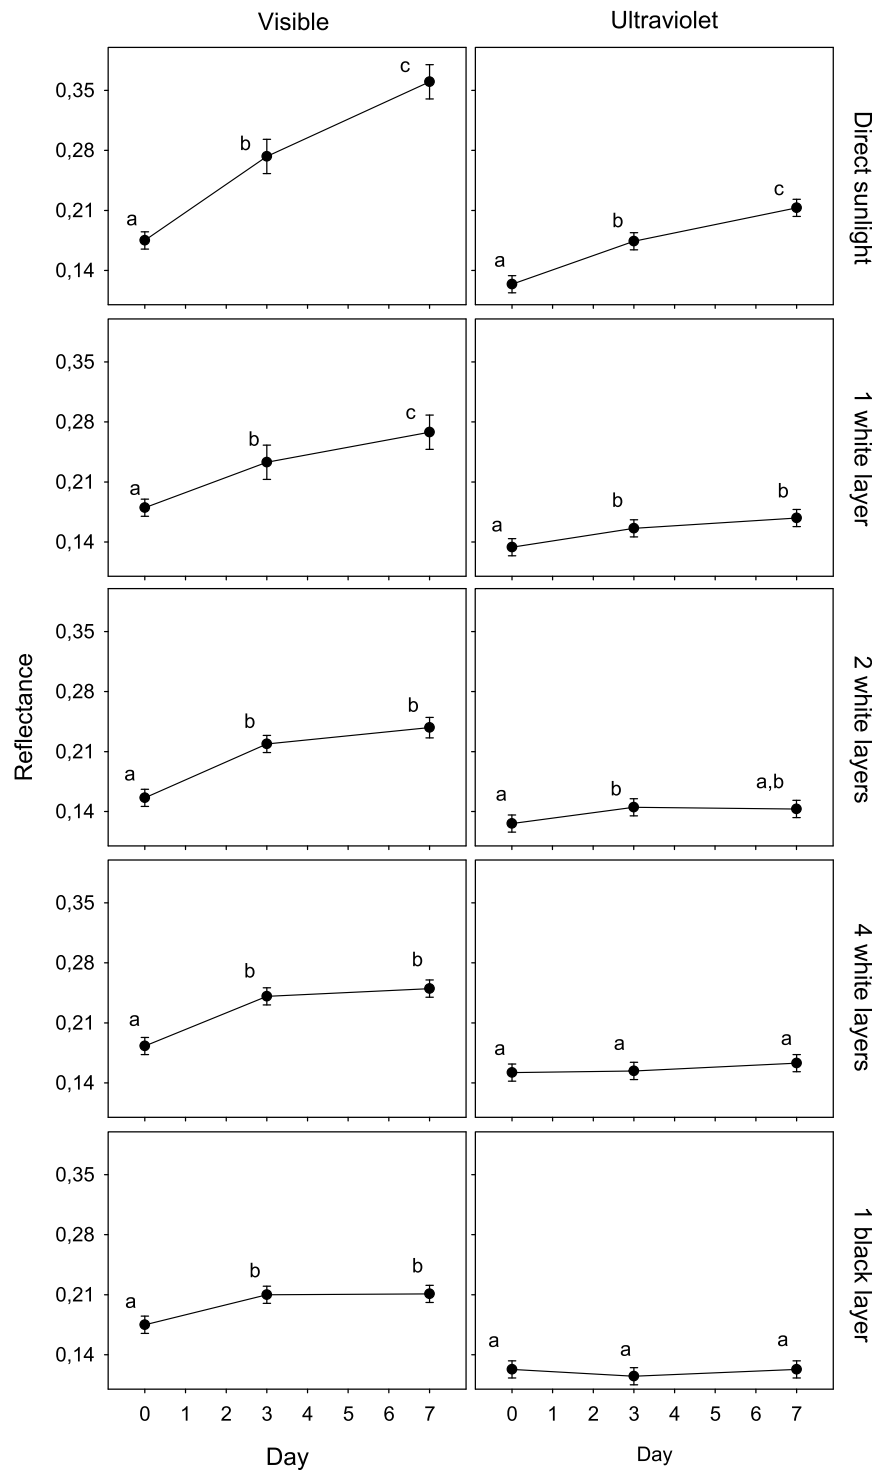 Visible Ultraviolet
0,35
0,28
0,21
0,14
a b c
a b c
Direct sunlight
0,35
0,28
0,21
0,14
a b c
a b b
1 white layer
Reflectance
0,35
0,28
0,21
0,14
a b b
a b a,b
2 white layers
0,35
0,28
0,21
0,14
a b b
a a a
4 white layers
0,35
0,28
0,21
0,14
a b b
a a a
1 black layer
0 1 2 3 4 5 6 7 0 1 2 3 4 5 6 7
Day Day